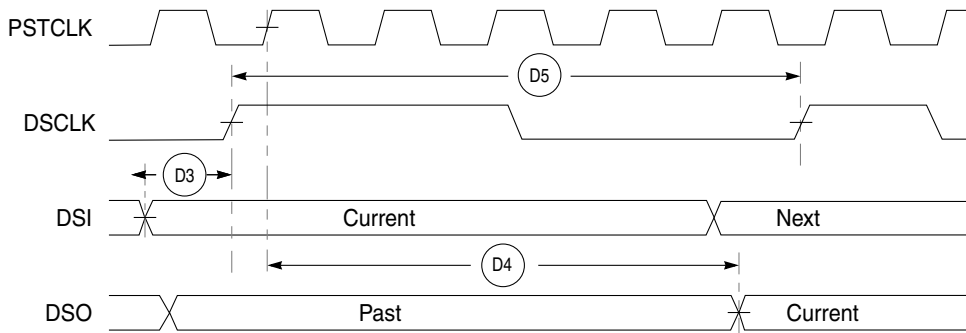 PSTCLK
D5
DSCLK
D3
DSI Current Next
D4
DSO Past Current